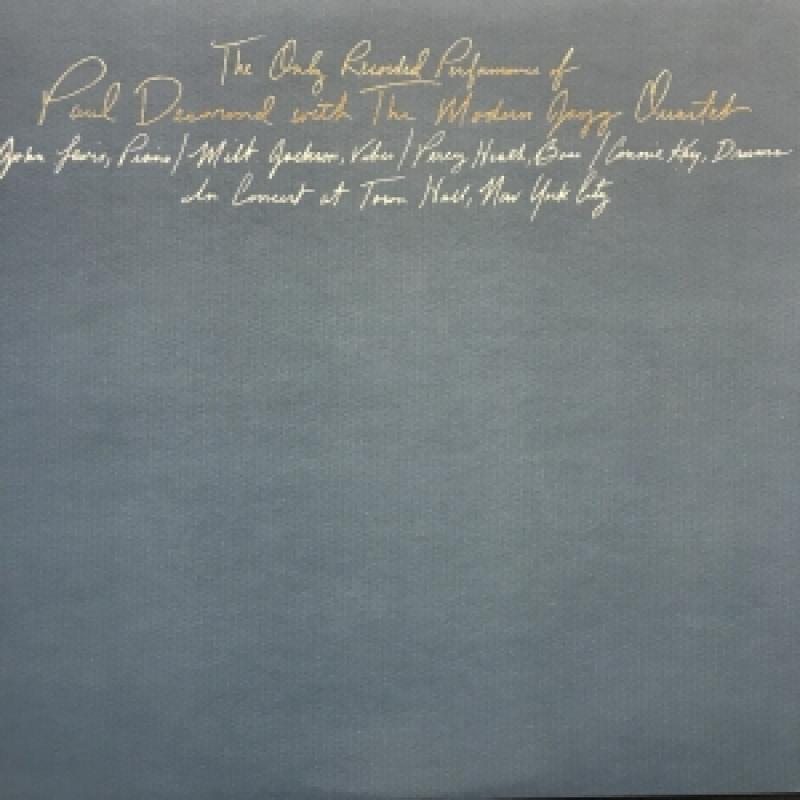 The Only Recorded Performance of
Paul Desmond with The Modern Jazz Quartet
John Lewis, Piano / Milt Jackson, Vibes / Percy Heath, Bass / Connie Kay, Drums
In Concert at Town Hall, New York City